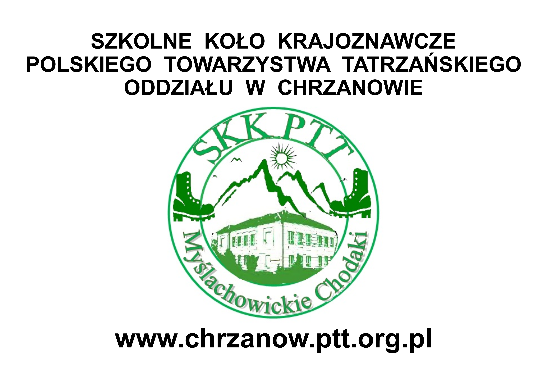 SZKOLNE KOŁO KRAJOZNAWCZE
POLSKIEGO TOWARZYSTWA TATRZAŃSKIEGO
ODDZIAŁU W CHRZANOWIE
SKK PTT
Myślachowickie Chodaki
www.chrzanow.ptt.org.pl